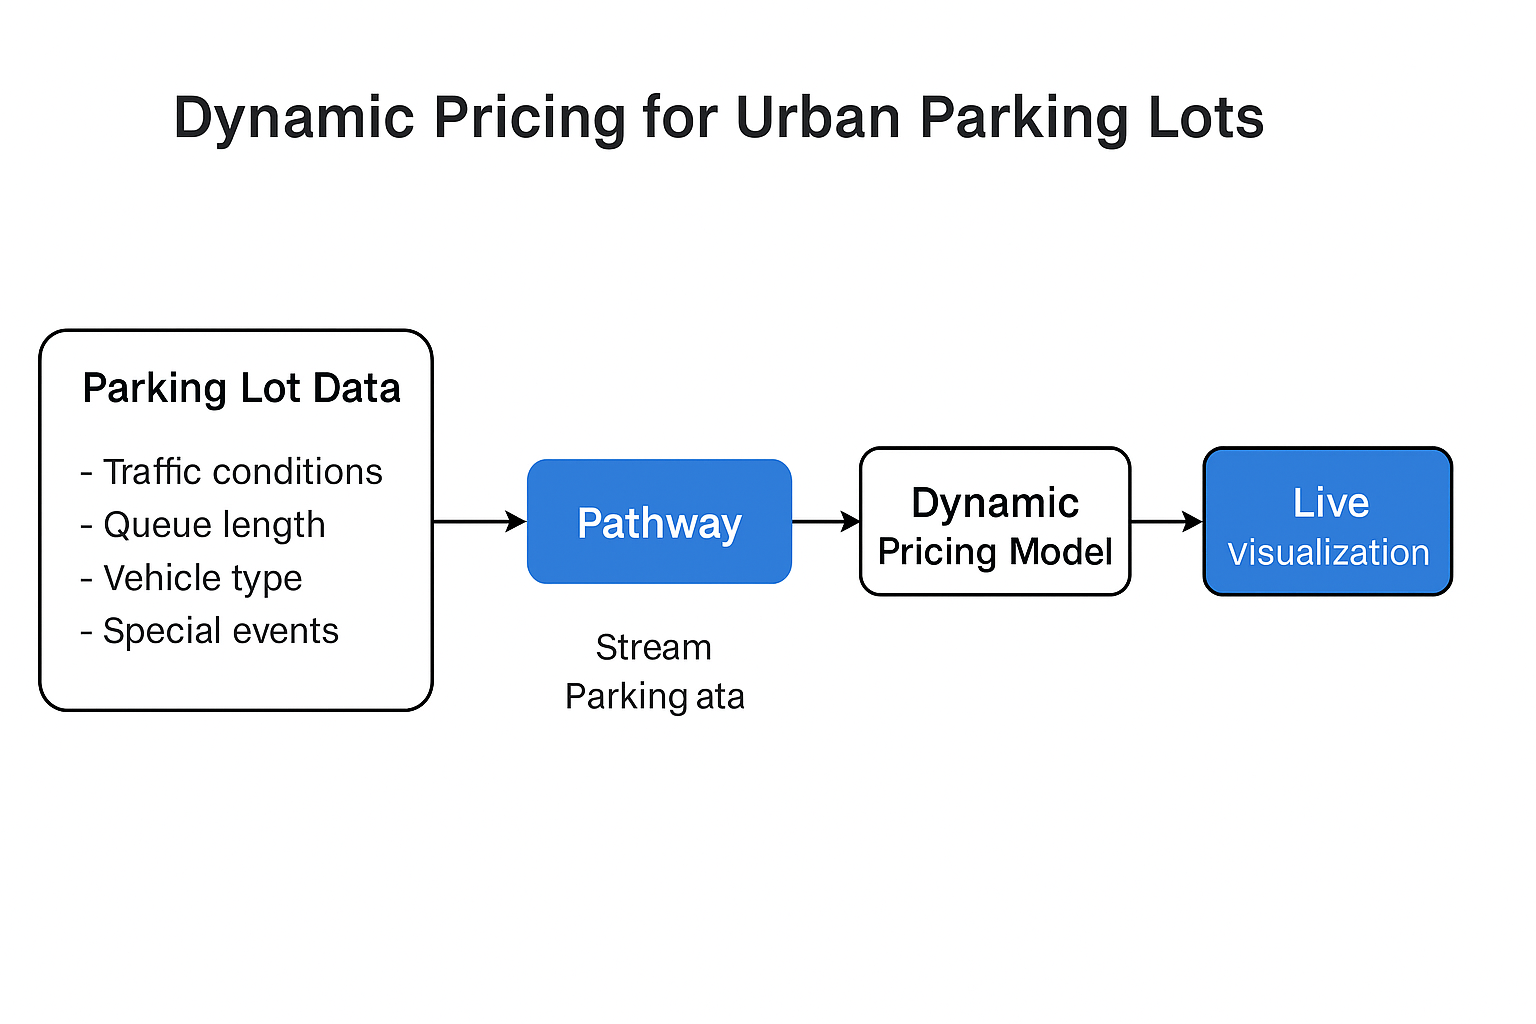 Dynamic Pricing for Urban Parking Lots
Parking Lot Data
- Traffic conditions
- Queue length
- Vehicle type
- Special events
Pathway
Stream
Parking ata
Dynamic
Pricing Model
Live
Visualization